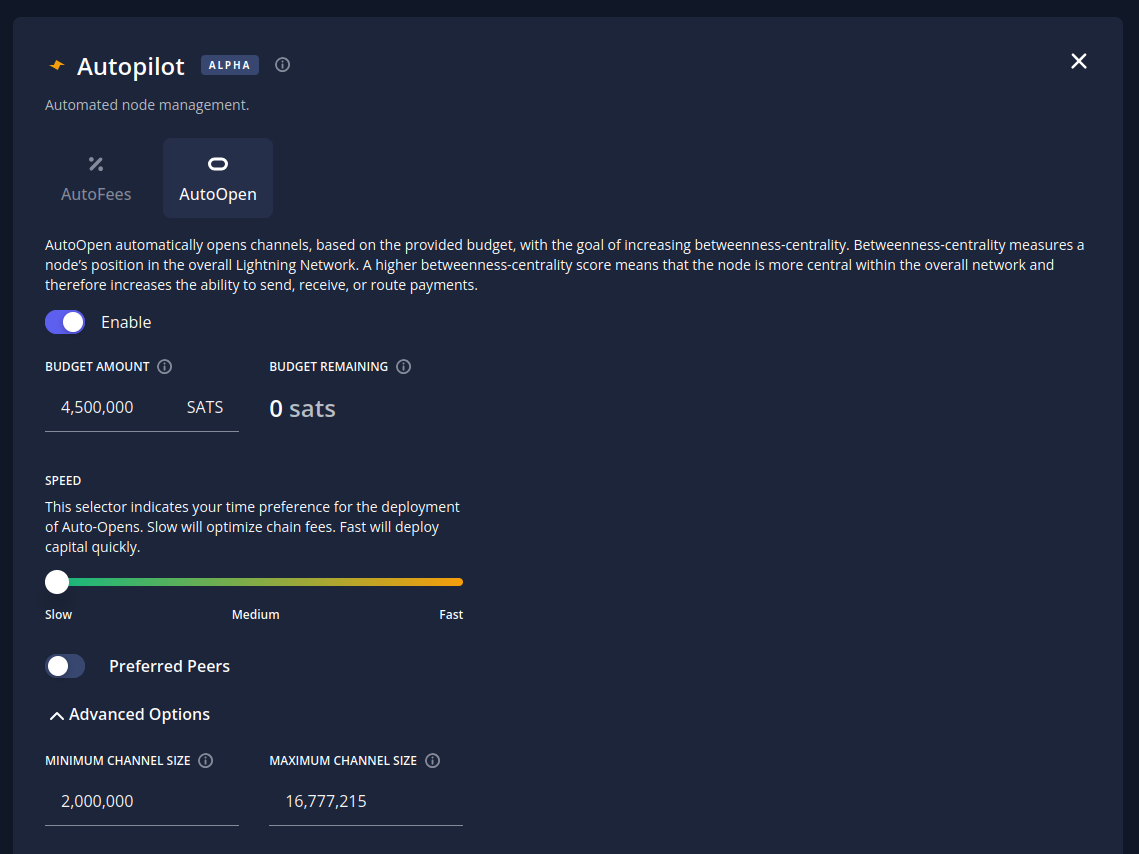 Autopilot ALPHA
Automated node management.
AutoFees AutoOpen
AutoOpen automatically opens channels, based on the provided budget, with the goal of increasing betweenness-centrality. Betweenness-centrality measures a
node’s position in the overall Lightning Network. A higher betweenness-centrality score means that the node is more central within the overall network and
therefore increases the ability to send, receive, or route payments.
Enable
BUDGET AMOUNT BUDGET REMAINING
4,500,000 SATS 0 sats
SPEED
This selector indicates your time preference for the deployment
of Auto-Opens. Slow will optimize chain fees. Fast will deploy
capital quickly.
Slow Medium Fast
Preferred Peers
Advanced Options
MINIMUM CHANNEL SIZE MAXIMUM CHANNEL SIZE
2,000,000 16,777,215